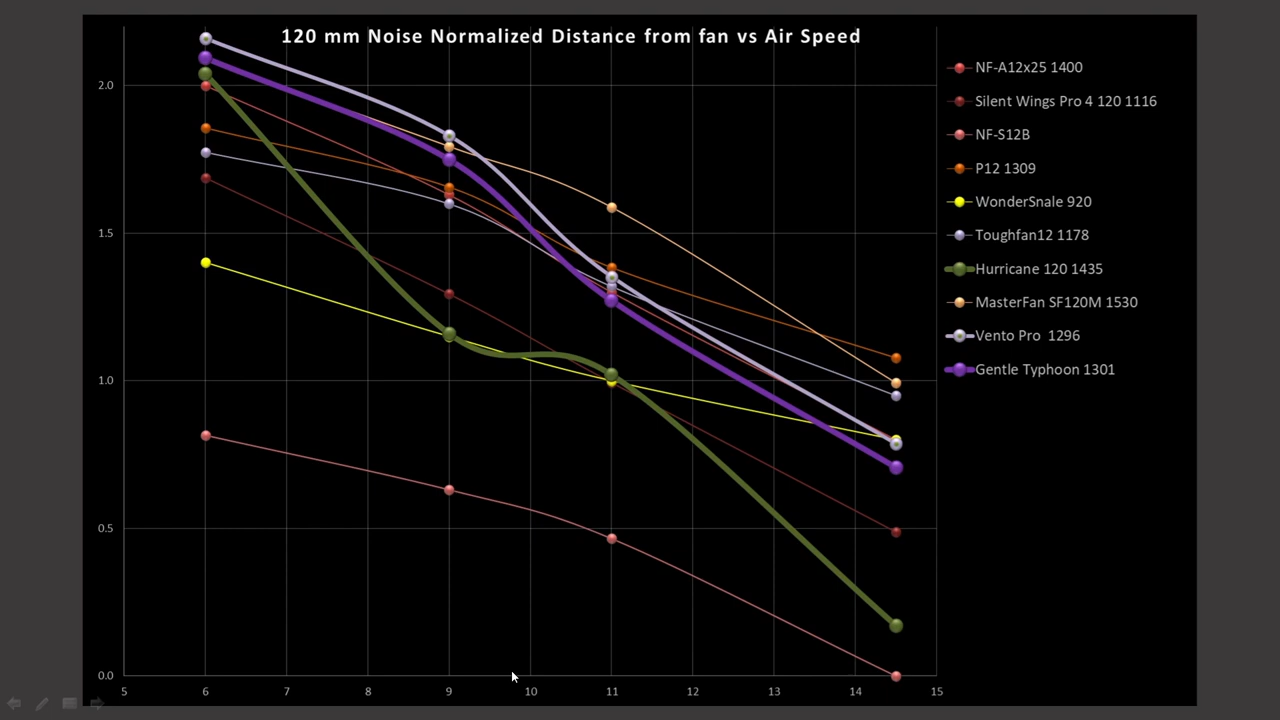 120 mm Noise Normalized Distance from fan vs Air Speed
2.0
1.5
1.0
0.5
0.0
5 6 7 8 9 10 11 12 13 14 15
NF-A12x25 1400
Silent Wings Pro 4 120 1116
NF-S12B
P12 1309
WonderSnale 920
Toughfan12 1178
Hurricane 120 1435
MasterFan SF120M 1530
Vento Pro 1296
Gentle Typhoon 1301